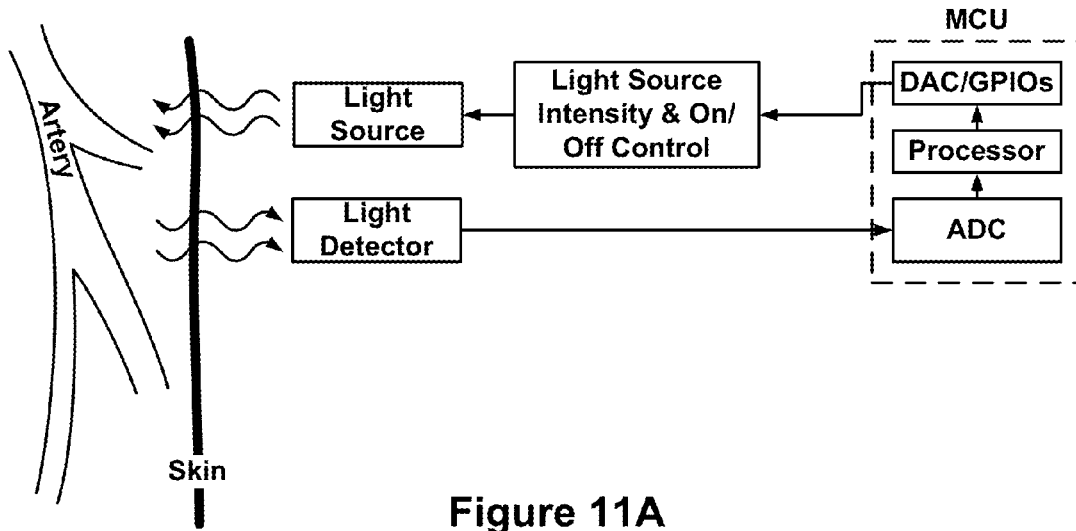 MCU
Artery
Light
Source
Light Source
Intensity & On/
Off Control
DAC/GPIOs
Processor
Light
Detector
ADC
Skin
Figure 11A